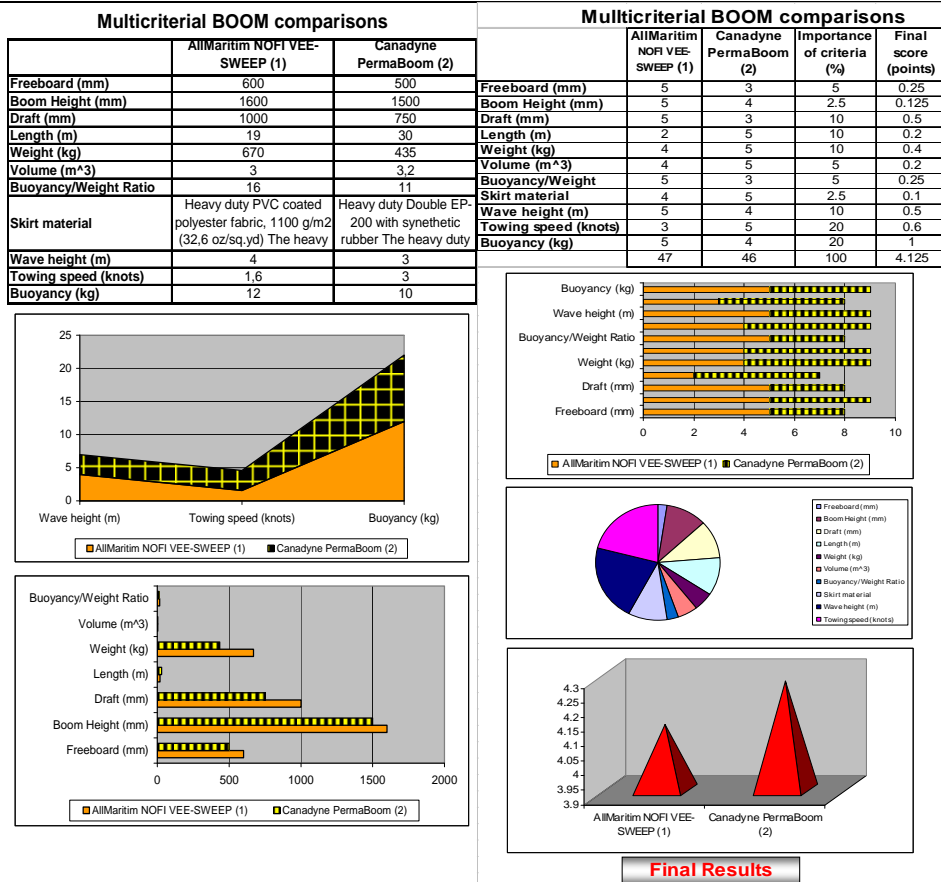 Multicriterial BOOM comparisons
AllMaritim NOFI VEE-SWEEP (1) Canadyne PermaBoom (2)
Freeboard (mm) 600 500
Boom Height (mm) 1600 1500
Draft (mm) 1000 750
Length (m) 19 30
Weight (kg) 670 435
Volume (m^3) 3 3,2
Buoyancy/Weight Ratio 16 11
Skirt material
Heavy duty PVC coated polyester fabric, 1100 g/m2 (32,6 oz/sq.yd) The heavy
Heavy duty Double EP-200 with synethetic rubber The heavy duty
Wave height (m) 4 3
Towing speed (knots) 1,6 3
Buoyancy (kg) 12 10
25
20
15
10
5
0
Wave height (m) Towing speed (knots) Buoyancy (kg)
AllMaritim NOFI VEE-SWEEP (1) Canadyne PermaBoom (2)
Buoyancy/Weight Ratio
Volume (m^3)
Weight (kg)
Length (m)
Draft (mm)
Boom Height (mm)
Freeboard (mm)
0 500 1000 1500 2000
AllMaritim NOFI VEE-SWEEP (1) Canadyne PermaBoom (2)
Mullticriterial BOOM comparisons
AllMaritim NOFI VEE-SWEEP (1) Canadyne PermaBoom (2) Importance of criteria (%) Final score (points)
Freeboard (mm) 5 3 5 0.25
Boom Height (mm) 5 4 2.5 0.125
Draft (mm) 5 3 10 0.5
Length (m) 2 5 10 0.2
Weight (kg) 4 5 10 0.4
Volume (m^3) 4 5 5 0.2
Buoyancy/Weight 5 3 5 0.25
Skirt material 4 5 2.5 0.1
Wave height (m) 5 4 10 0.5
Towing speed (knots) 3 5 20 0.6
Buoyancy (kg) 5 4 20 1
47 46 100 4.125
Buoyancy (kg)
Wave height (m)
Buoyancy/Weight Ratio
Weight (kg)
Draft (mm)
Freeboard (mm)
0 2 4 6 8 10
AllMaritim NOFI VEE-SWEEP (1) Canadyne PermaBoom (2)
Freeboard (mm)
Boom Height (mm)
Draft (mm)
Length (m)
Weight (kg)
Volume (m^3)
Buoyancy/Weight Ratio
Skirt material
Wave height (m)
Towing speed (knots)
4.3
4.25
4.2
4.15
4.1
4.05
4
3.95
3.9
AllMaritim NOFI VEE-SWEEP (1) Canadyne PermaBoom (2)
Final Results